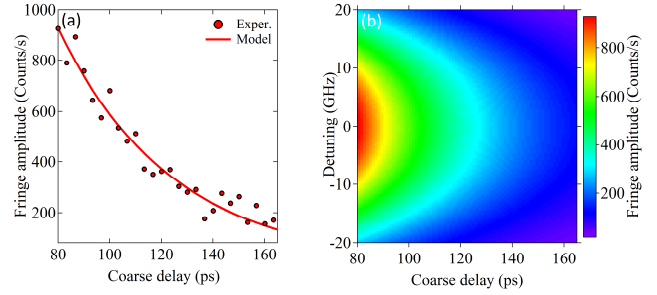 (a)
Exper.
Model
1000
800
600
400
200
80
100
120
140
160
Coarse delay (ps)
Fringe amplitude (Counts/s)
(b)
20
10
0
-10
-20
80
100
120
140
160
Coarse delay (ps)
Detuning (GHz)
800
600
400
200
Fringe amplitude (Counts/s)